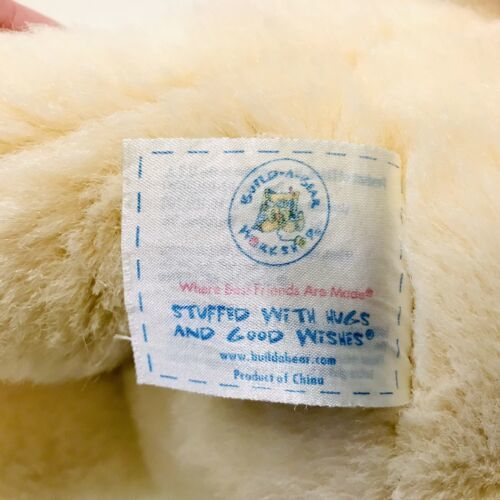 BUILD-A-BEAR
WORKSHOP®
Where Best Friends Are Made®
STUFFED WITH HUGS
AND GOOD WISHES®
www.buildabear.com
Product of China